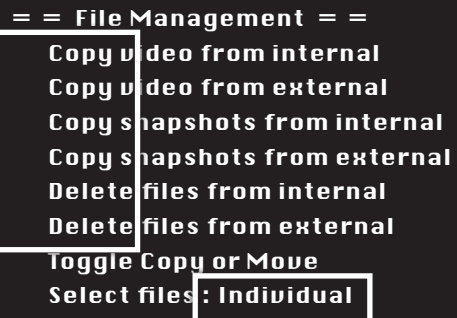 = = File Management = =
Copy video from internal
Copy video from external
Copy snapshots from internal
Copy snapshots from external
Delete files from internal
Delete files from external
Toggle Copy or Move
Select files : Individual